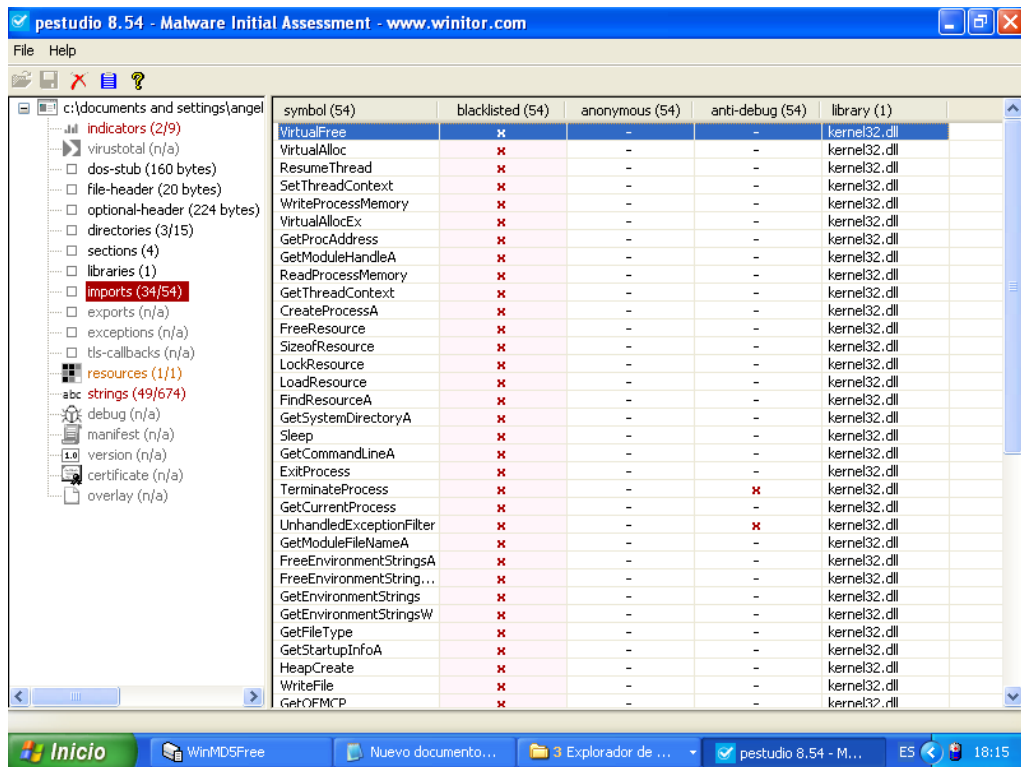 pestudio 8.54 - Malware Initial Assessment - www.winitor.com
File Help
c:\documents and settings\angel
indicators (2/9)
virustotal (n/a)
dos-stub (160 bytes)
file-header (20 bytes)
optional-header (224 bytes)
directories (3/15)
sections (4)
libraries (1)
imports (34/54)
exports (n/a)
exceptions (n/a)
tls-callbacks (n/a)
resources (1/1)
abc strings (49/674)
debug (n/a)
manifest (n/a)
1.0 version (n/a)
certificate (n/a)
overlay (n/a)
symbol (54) blacklisted (54) anonymous (54) anti-debug (54) library (1)
VirtualFree x - - kernel32.dll
VirtualAlloc x - - kernel32.dll
ResumeThread x - - kernel32.dll
SetThreadContext x - - kernel32.dll
WriteProcessMemory x - - kernel32.dll
VirtualAllocEx x - - kernel32.dll
GetProcAddress x - - kernel32.dll
GetModuleHandleA x - - kernel32.dll
ReadProcessMemory x - - kernel32.dll
GetThreadContext x - - kernel32.dll
CreateProcessA x - - kernel32.dll
FreeResource x - - kernel32.dll
SizeofResource x - - kernel32.dll
LockResource x - - kernel32.dll
LoadResource x - - kernel32.dll
FindResourceA x - - kernel32.dll
GetSystemDirectoryA x - - kernel32.dll
Sleep x - - kernel32.dll
GetCommandLineA x - - kernel32.dll
ExitProcess x - - kernel32.dll
TerminateProcess x - x kernel32.dll
GetCurrentProcess x - - kernel32.dll
UnhandledExceptionFilter x - x kernel32.dll
GetModuleFileNameA x - - kernel32.dll
FreeEnvironmentStringsA x - - kernel32.dll
FreeEnvironmentString... x - - kernel32.dll
GetEnvironmentStrings x - - kernel32.dll
GetEnvironmentStringsW x - - kernel32.dll
GetFileType x - - kernel32.dll
GetStartupInfoA x - - kernel32.dll
HeapCreate x - - kernel32.dll
WriteFile x - - kernel32.dll
GetOEMCP x - - kernel32.dll
Inicio WinMD5Free Nuevo documento... 3 Explorador de ... pestudio 8.54 - M... ES 18:15